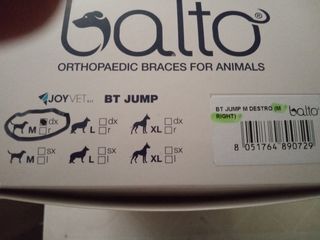 balto®
ORTHOPAEDIC BRACES FOR ANIMALS
JOYVET BT JUMP
M dx r L dx r XL dx r
M sx l L sx l XL sx l
BT JUMP M DESTRO (M RIGHT)
balto
8 051764 890729